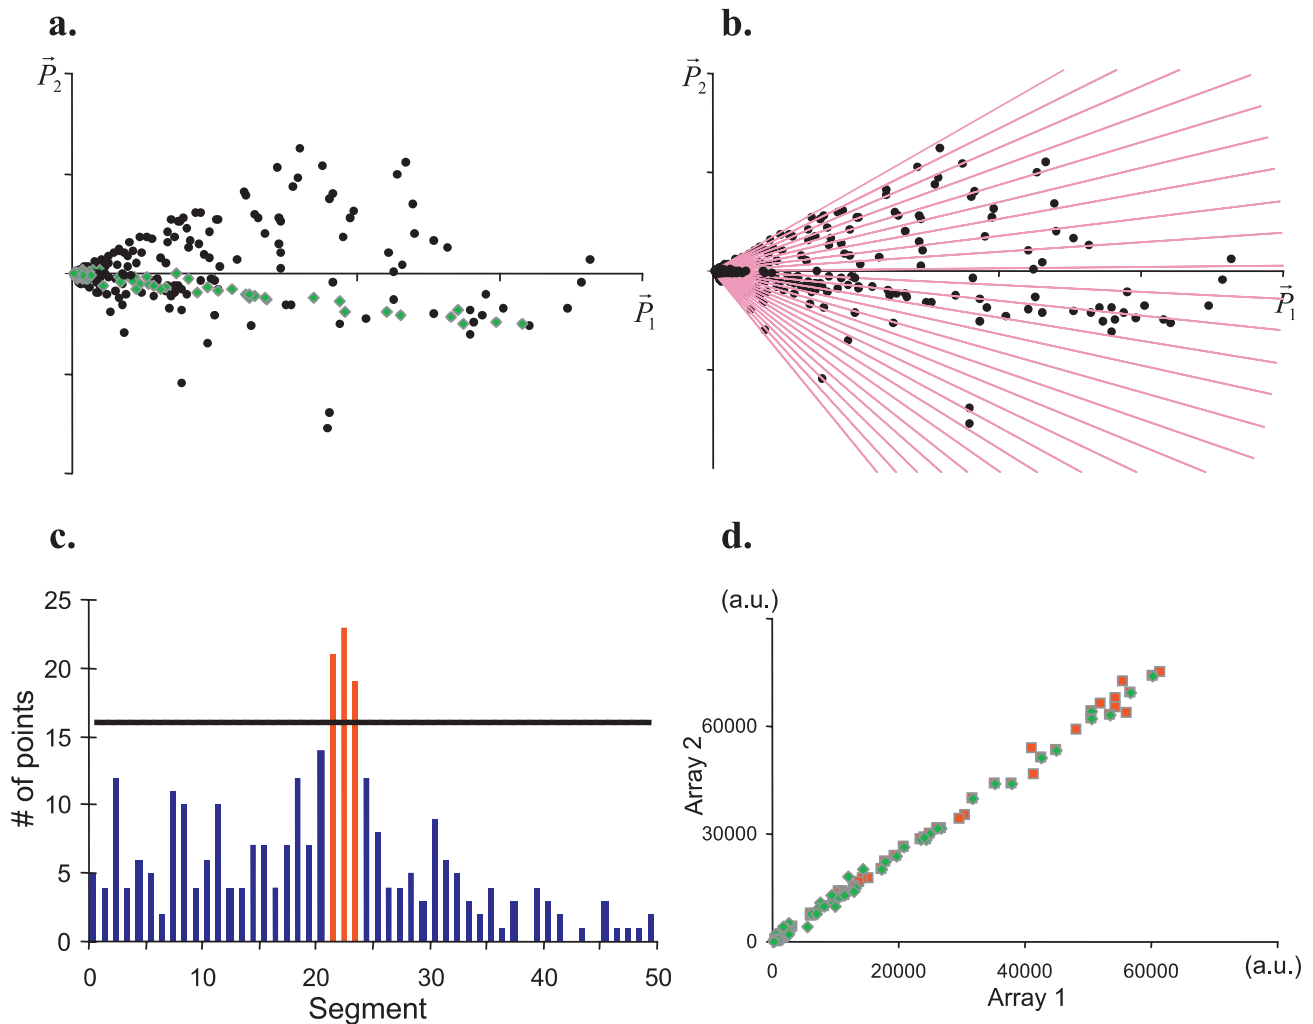 a.
P⃗2
P⃗1
b.
P⃗2
P⃗1
c.
25
20
15
10
5
0
# of points
0 10 20 30 40 50
Segment
d.
(a.u.)
60000
30000
0
Array 2
0 20000 40000 60000 (a.u.)
Array 1